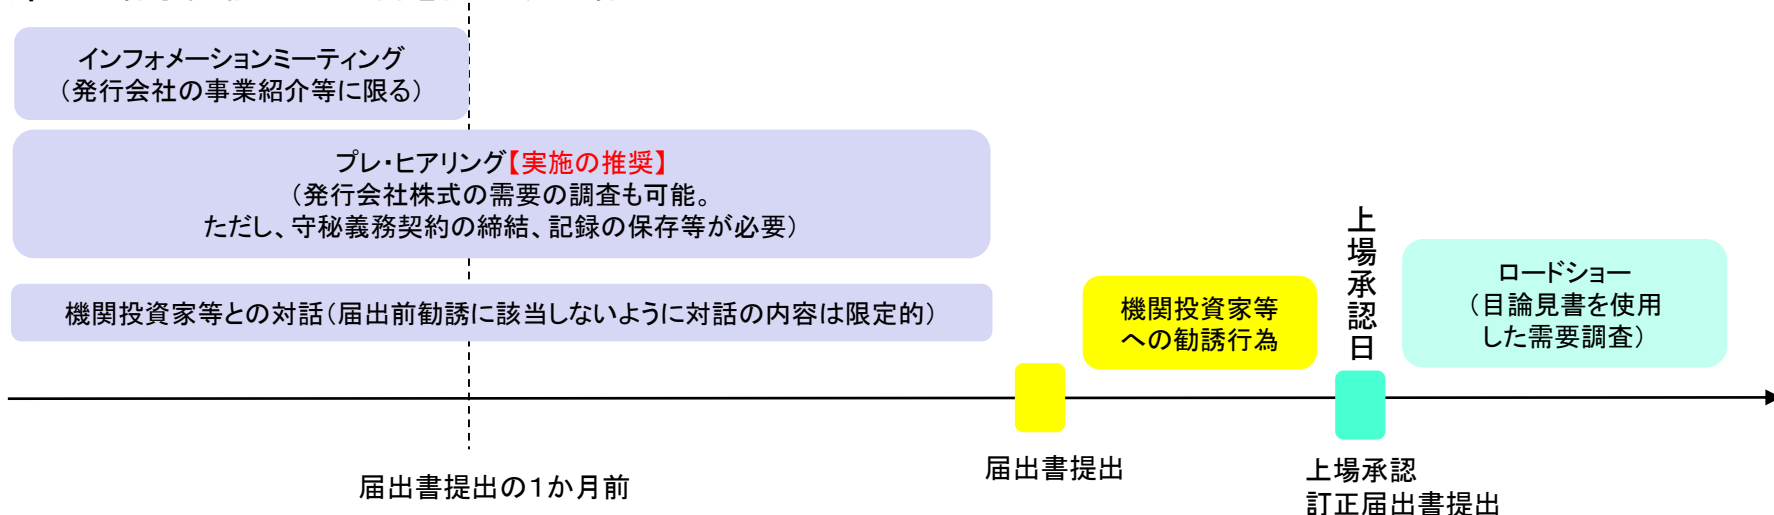 インフォメーションミーティング
（発行会社の事業紹介等に限る）
プレ・ヒアリング【実施の推奨】
（発行会社株式の需要の調査も可能。
ただし、守秘義務契約の締結、記録の保存等が必要）
機関投資家等との対話（届出前勧誘に該当しないように対話の内容は限定的）
機関投資家等
への勧誘行為
上場承認日
ロードショー
（目論見書を使用
した需要調査）
届出書提出の１か月前
届出書提出
上場承認
訂正届出書提出